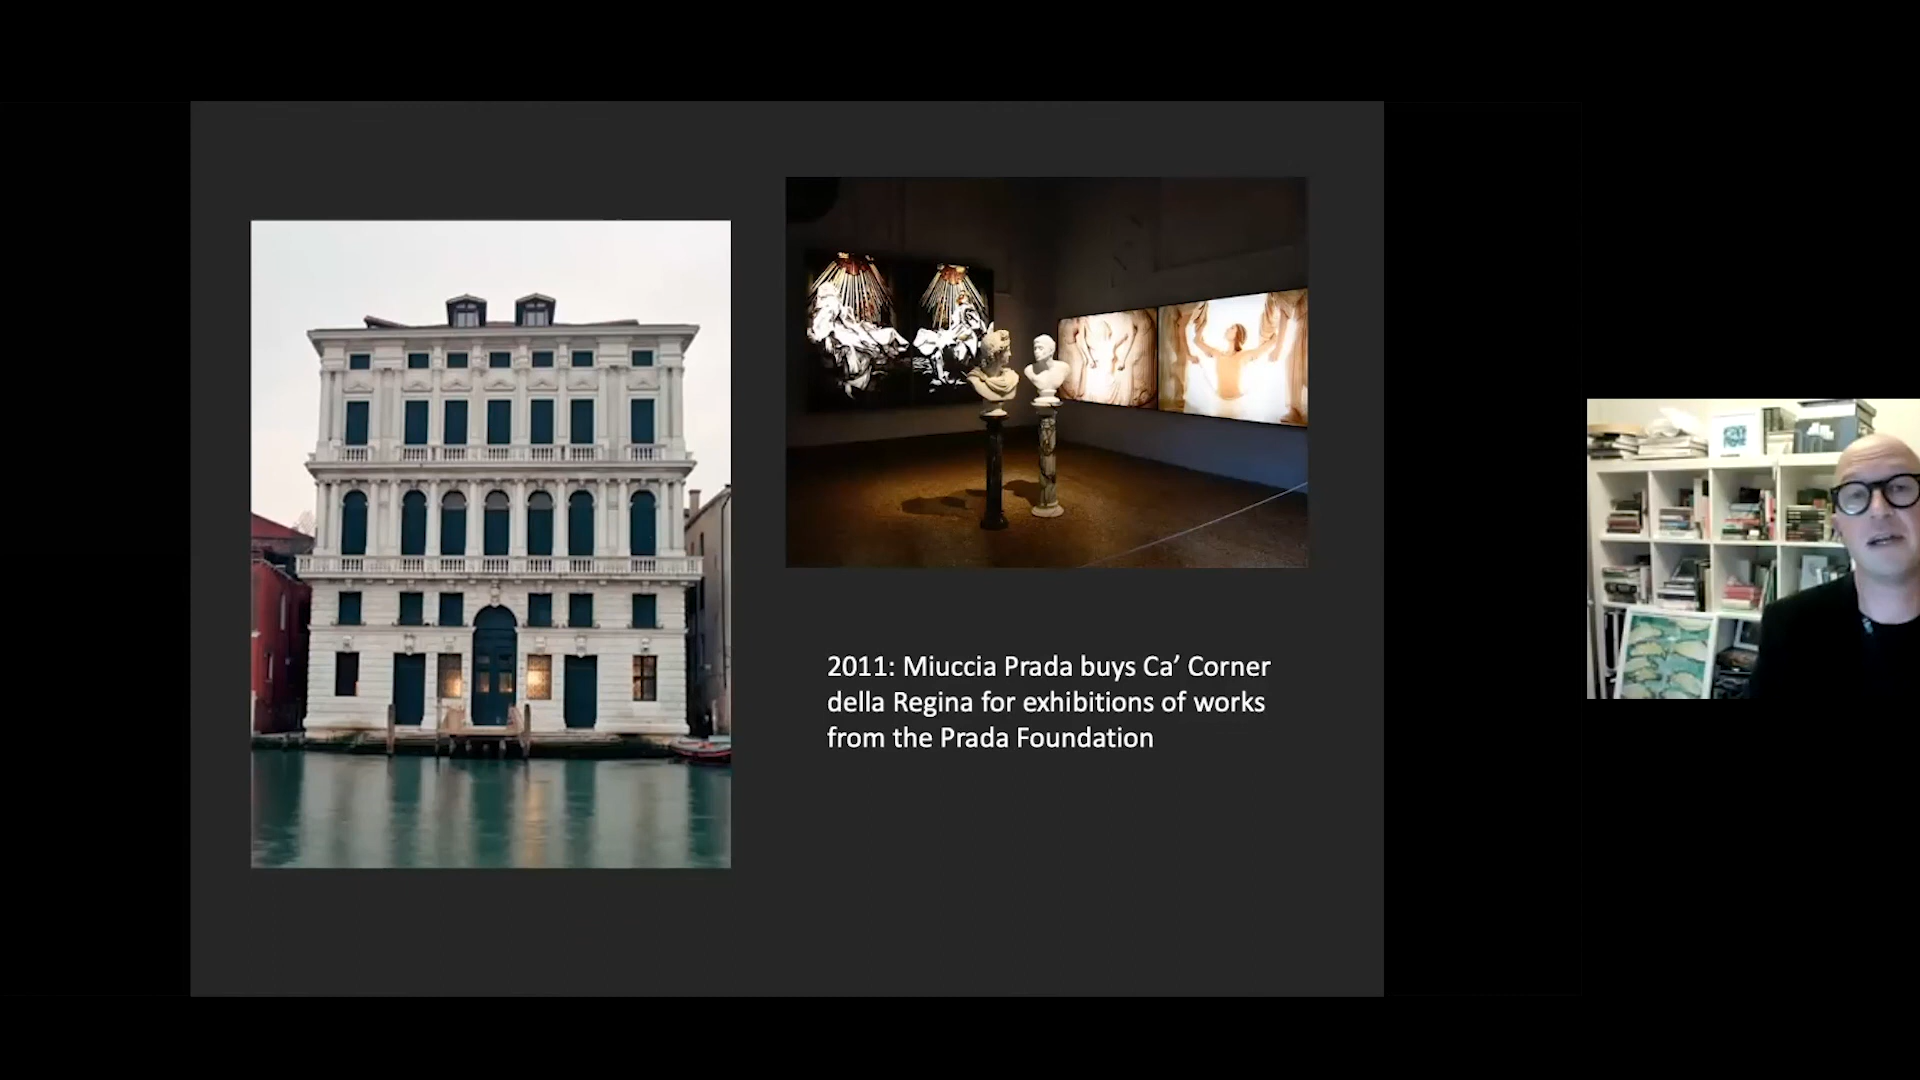 2011: Miuccia Prada buys Ca’ Corner
della Regina for exhibitions of works
from the Prada Foundation